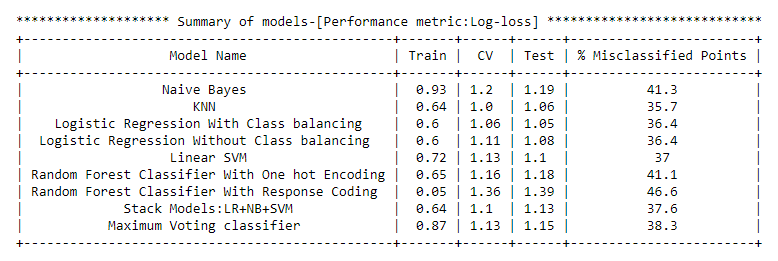 ******************** Summary of models-[Performance metric:Log-loss] ****************************
+------------------------------------------------+-------+------+------+------------------------+
| Model Name | Train | CV | Test | % Misclassified Points |
+------------------------------------------------+-------+------+------+------------------------+
| Naive Bayes | 0.93 | 1.2 | 1.19 | 41.3 |
| KNN | 0.64 | 1.0 | 1.06 | 35.7 |
| Logistic Regression With Class balancing | 0.6 | 1.06 | 1.05 | 36.4 |
| Logistic Regression Without Class balancing | 0.6 | 1.11 | 1.08 | 36.4 |
| Linear SVM | 0.72 | 1.13 | 1.1 | 37 |
| Random Forest Classifier With One hot Encoding | 0.65 | 1.16 | 1.18 | 41.1 |
| Random Forest Classifier With Response Coding | 0.05 | 1.36 | 1.39 | 46.6 |
| Stack Models:LR+NB+SVM | 0.64 | 1.1 | 1.13 | 37.6 |
| Maximum Voting classifier | 0.87 | 1.13 | 1.15 | 38.3 |
+------------------------------------------------+-------+------+------+------------------------+